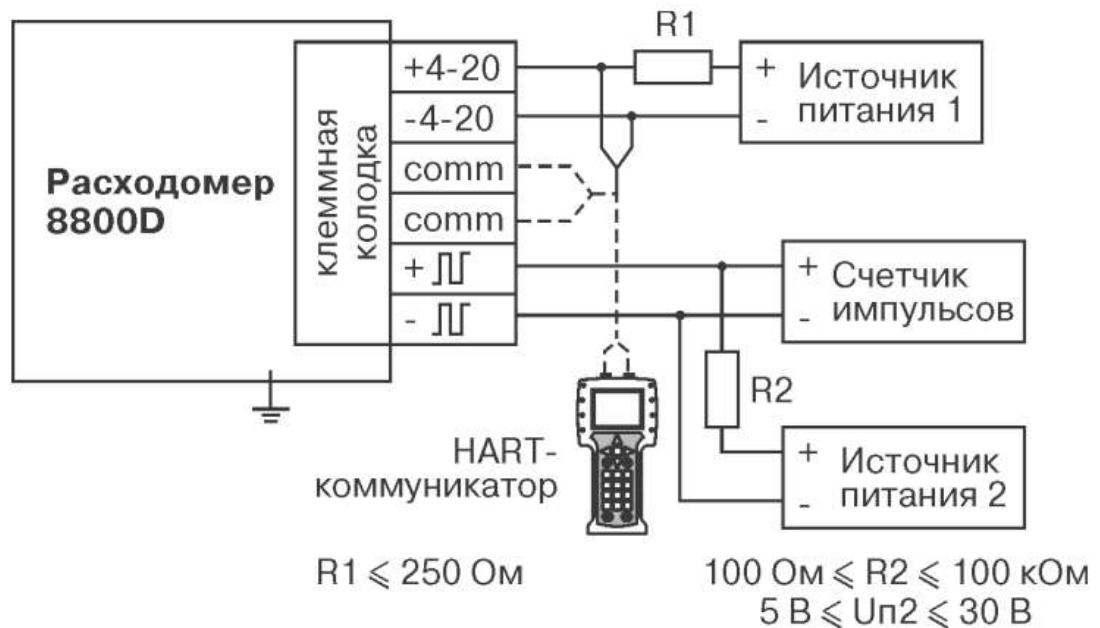 R1
Расходомер
8800D
клеммная
колодка
+4-20
-4-20
comm
comm
+
-
+ Источник
- питания 1
+ Счетчик
- импульсов
R2
+ Источник
- питания 2
HART-
коммуникатор
R1 ⩽ 250 Ом
100 Ом ⩽ R2 ⩽ 100 кОм
5 В ⩽ Uп2 ⩽ 30 В